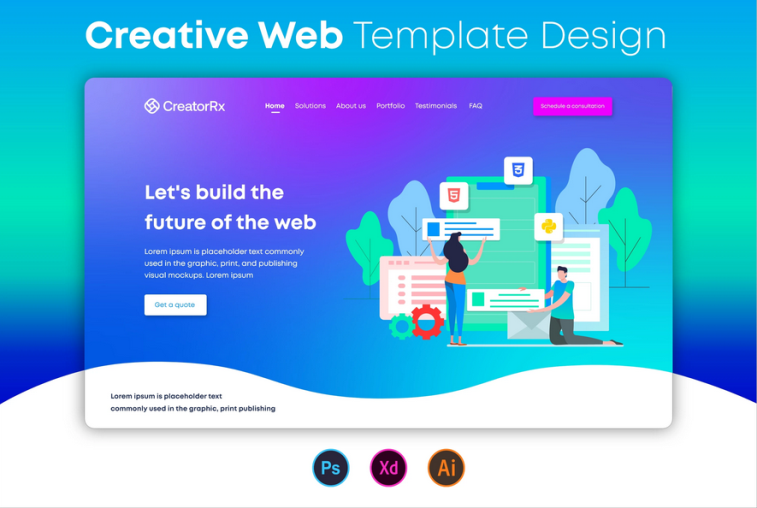 Creative Web Template Design
CreatorRx
Home Solutions About us Portfolio Testimonials FAQ
Schedule a consultation
Let's build the
future of the web
Lorem ipsum is placeholder text commonly
used in the graphic, print, and publishing
visual mockups. Lorem ipsum
Get a quote
5
3
Lorem ipsum is placeholder text
commonly used in the graphic, print publishing
Ps Xd Ai